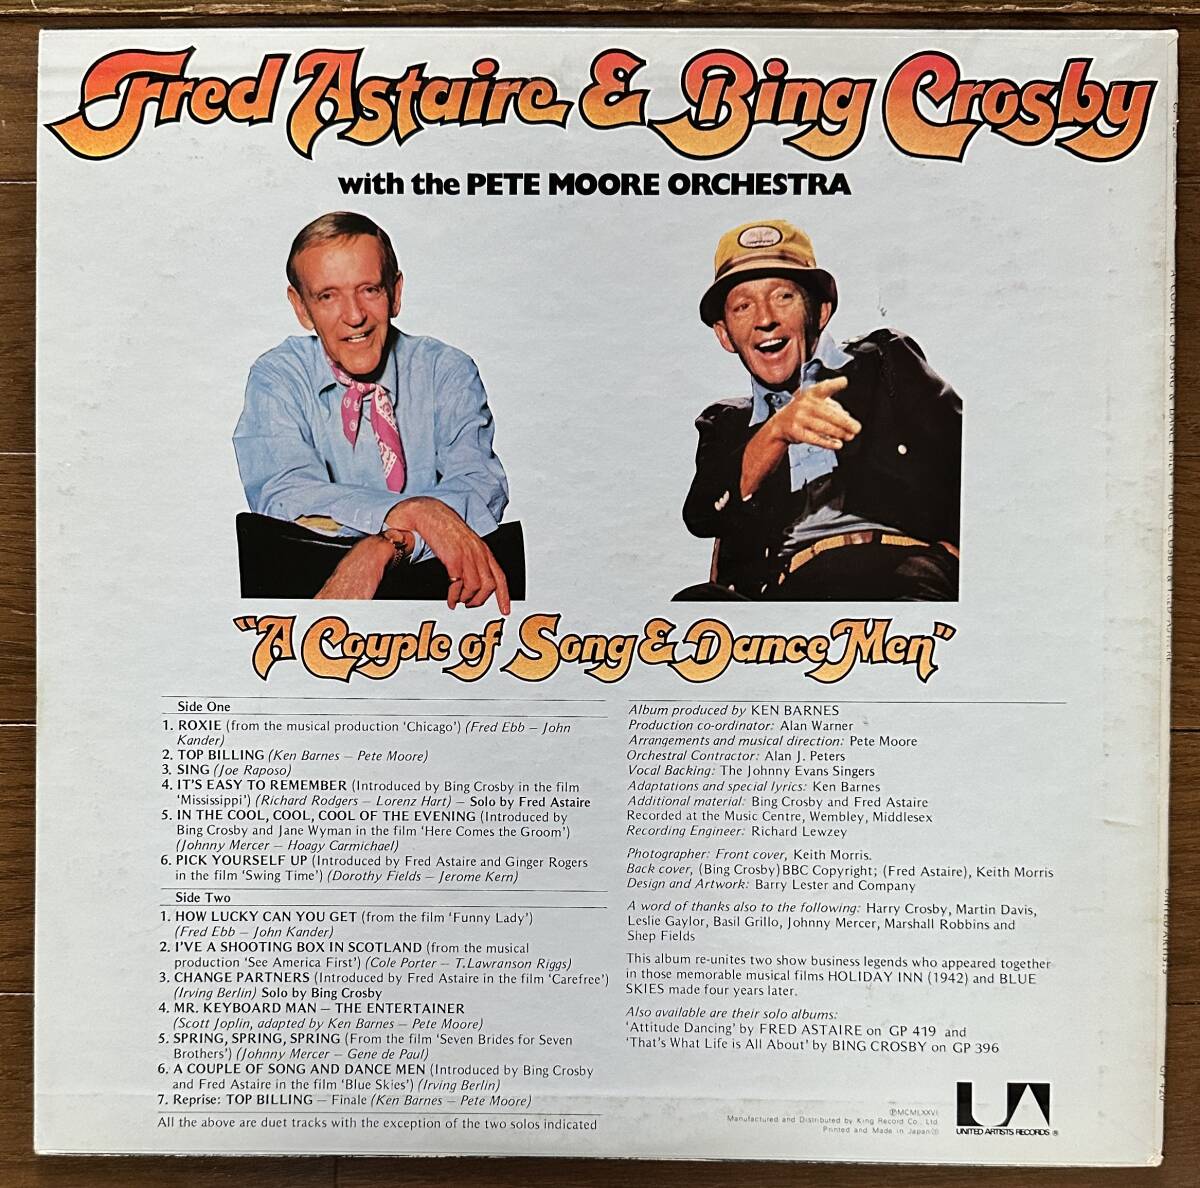 Fred Astaire & Bing Crosby
with the PETE MOORE ORCHESTRA
"A Couple of Song & Dance Men"
Side One
1. ROXIE (from the musical production 'Chicago') (Fred Ebb – John
Kander)
2. TOP BILLING (Ken Barnes – Pete Moore)
3. SING (Joe Raposo)
4. IT'S EASY TO REMEMBER (Introduced by Bing Crosby in the film
'Mississippi') (Richard Rodgers – Lorenz Hart) – Solo by Fred Astaire
5. IN THE COOL, COOL, COOL OF THE EVENING (Introduced by
Bing Crosby and Jane Wyman in the film 'Here Comes the Groom')
(Johnny Mercer – Hoagy Carmichael)
6. PICK YOURSELF UP (Introduced by Fred Astaire and Ginger Rogers
in the film 'Swing Time') (Dorothy Fields – Jerome Kern)
Side Two
1. HOW LUCKY CAN YOU GET (from the film 'Funny Lady')
(Fred Ebb – John Kander)
2. I'VE A SHOOTING BOX IN SCOTLAND (from the musical
production 'See America First') (Cole Porter – T.Lawranson Riggs)
3. CHANGE PARTNERS (Introduced by Fred Astaire in the film 'Carefree')
(Irving Berlin) Solo by Bing Crosby
4. MR. KEYBOARD MAN – THE ENTERTAINER
(Scott Joplin, adapted by Ken Barnes – Pete Moore)
5. SPRING, SPRING, SPRING (From the film 'Seven Brides for Seven
Brothers') (Johnny Mercer – Gene de Paul)
6. A COUPLE OF SONG AND DANCE MEN (Introduced by Bing Crosby
and Fred Astaire in the film 'Blue Skies') (Irving Berlin)
7. Reprise: TOP BILLING – Finale (Ken Barnes – Pete Moore)
All the above are duet tracks with the exception of the two solos indicated
Album produced by KEN BARNES
Production co-ordinator: Alan Warner
Arrangements and musical direction: Pete Moore
Orchestral Contractor: Alan J. Peters
Vocal Backing: The Johnny Evans Singers
Adaptations and special lyrics: Ken Barnes
Additional material: Bing Crosby and Fred Astaire
Recorded at the Music Centre, Wembley, Middlesex
Recording Engineer: Richard Lewzey
Photographer: Front cover, Keith Morris.
Back cover, (Bing Crosby) BBC Copyright; (Fred Astaire), Keith Morris
Design and Artwork: Barry Lester and Company
A word of thanks also to the following: Harry Crosby, Martin Davis,
Leslie Gaylor, Basil Grillo, Johnny Mercer, Marshall Robbins and
Shep Fields
This album re-unites two show business legends who appeared together
in those memorable musical films HOLIDAY INN (1942) and BLUE
SKIES made four years later.
Also available are their solo albums:
'Attitude Dancing' by FRED ASTAIRE on GP 419 and
'That's What Life is All About' by BING CROSBY on GP 396
℗MCMLXXVI
Manufactured and Distributed by King Record Co., Ltd.
Printed and Made in Japan
UA
UNITED ARTISTS RECORDS ®
A COUPLE OF SONG & DANCE MEN BING CROSBY & FRED ASTAIRE
UNITED ARTISTS
GP 420